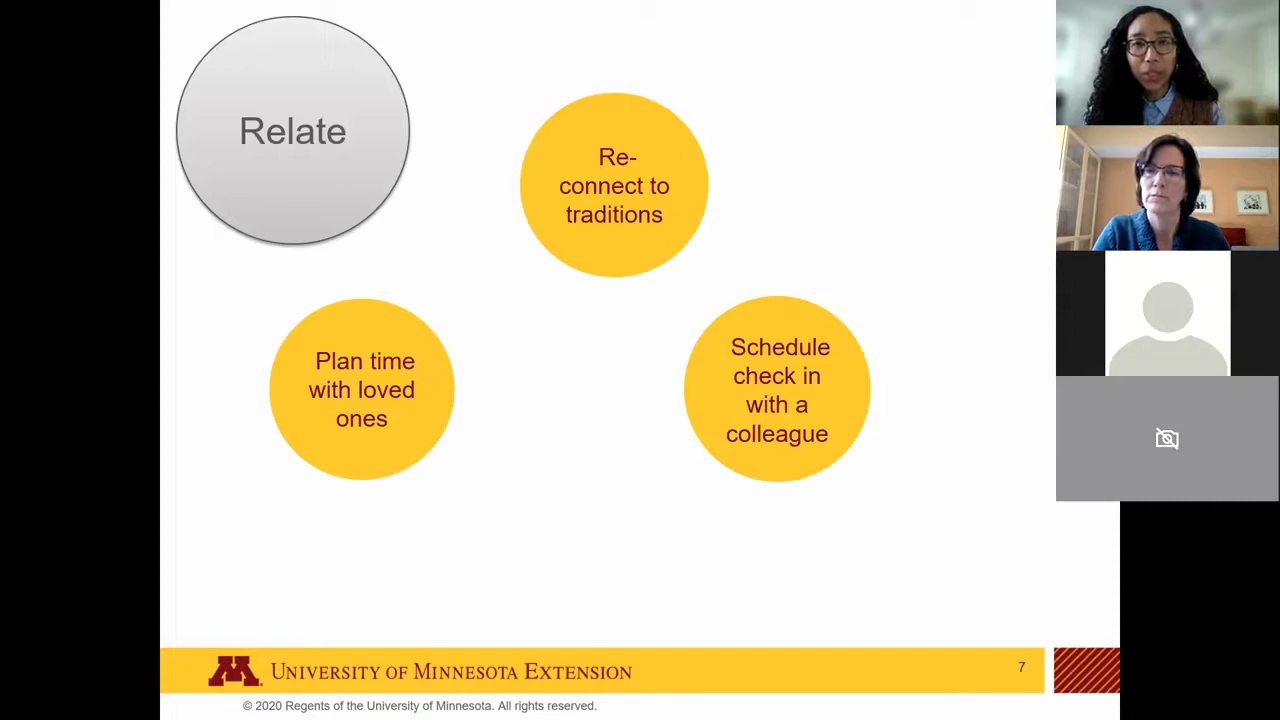 Relate
Re-
connect to
traditions
Plan time
with loved
ones
Schedule
check in
with a
colleague
M
UNIVERSITY OF MINNESOTA EXTENSION
7
© 2020 Regents of the University of Minnesota. All rights reserved.